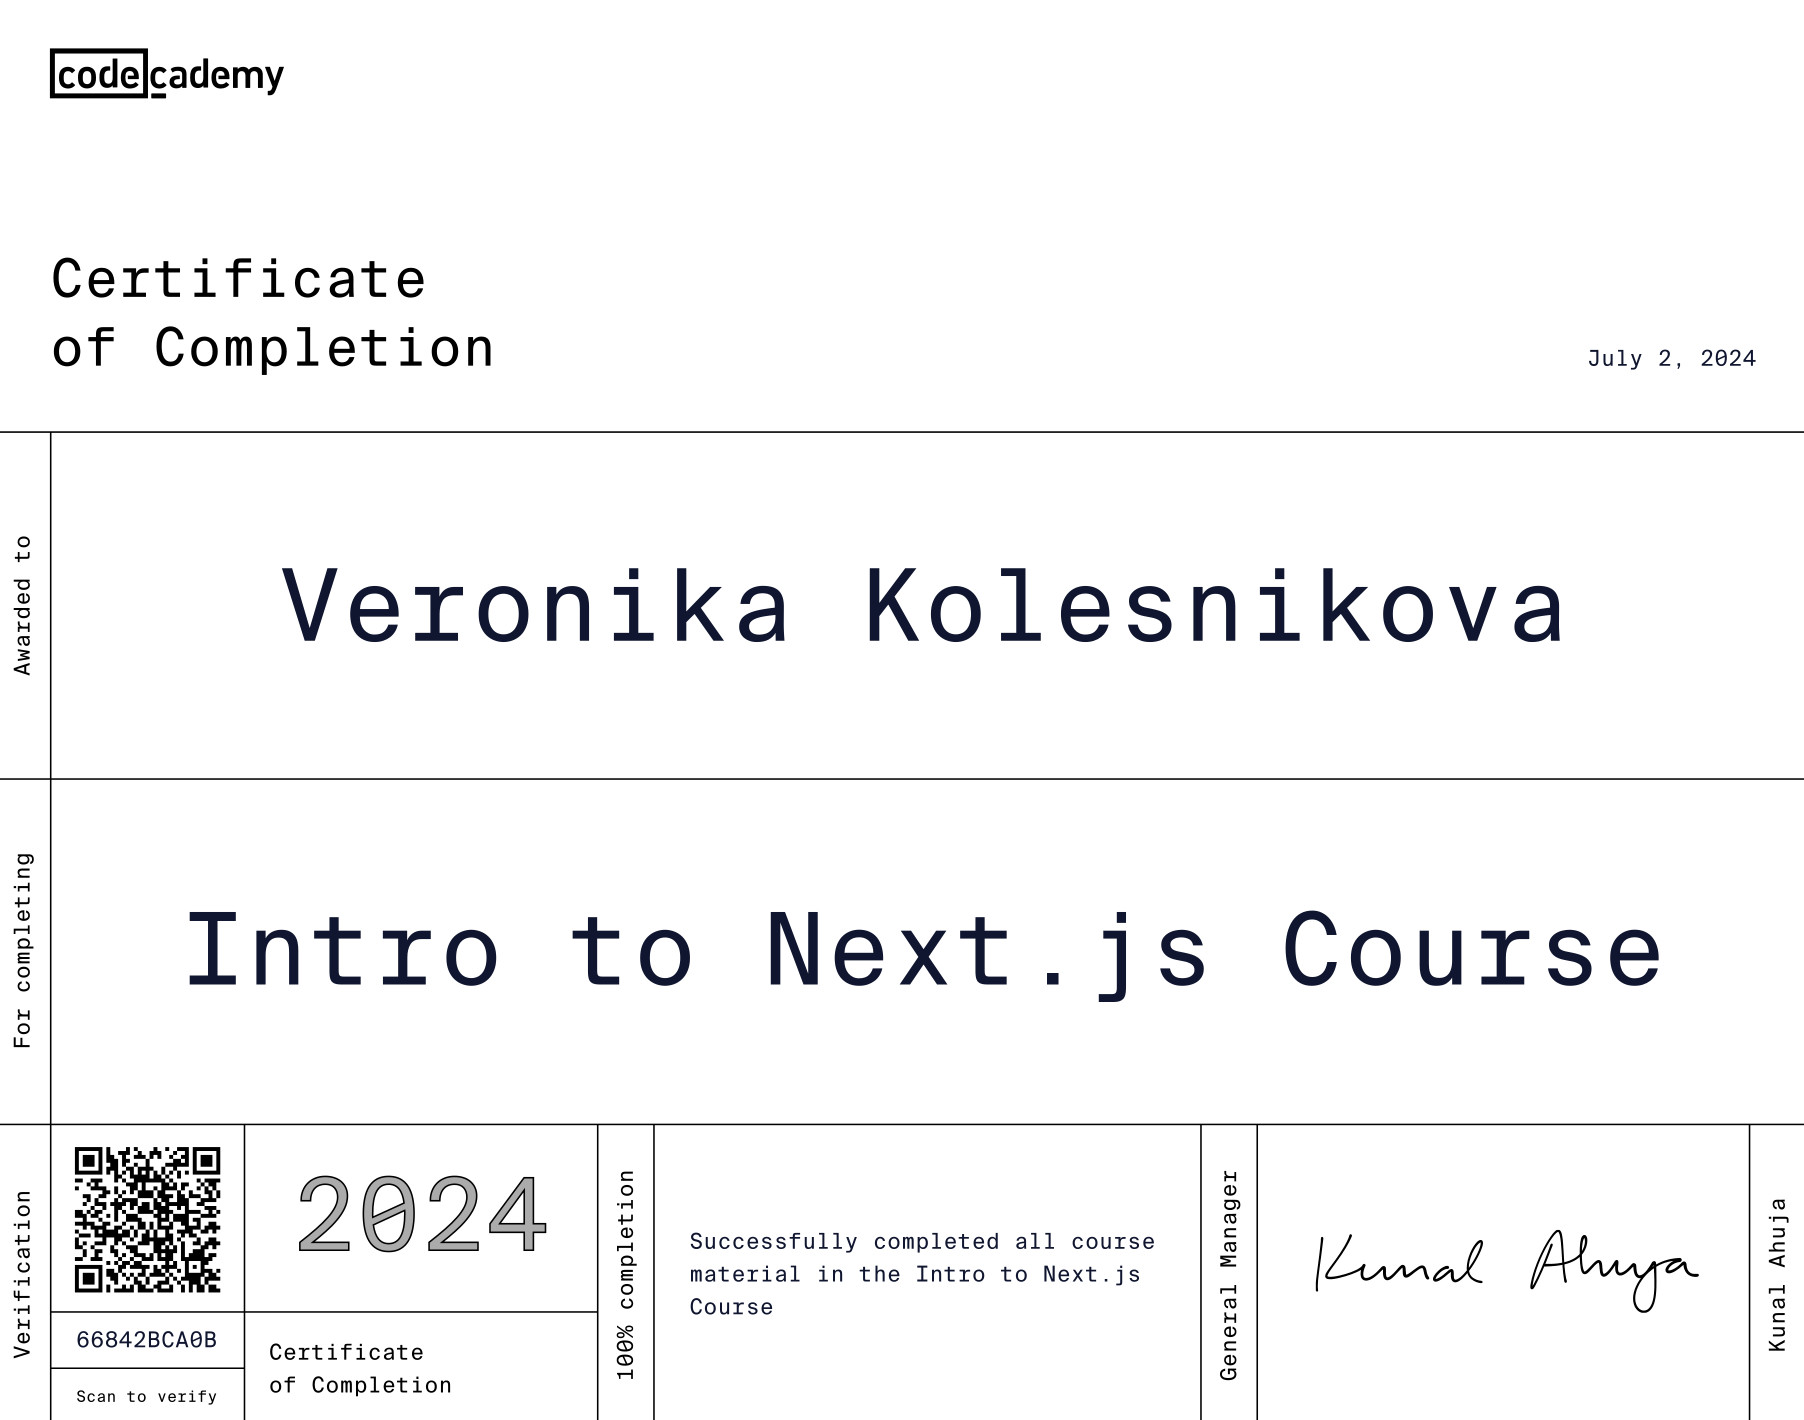 codecademy
Certificate
of Completion
July 2, 2024
Awarded to
Veronika Kolesnikova
For completing
Intro to Next.js Course
Verification
66842BCA0B
Scan to verify
2024
Certificate
of Completion
100% completion
Successfully completed all course
material in the Intro to Next.js
Course
General Manager
Kunal Ahuja
Kunal Ahuja